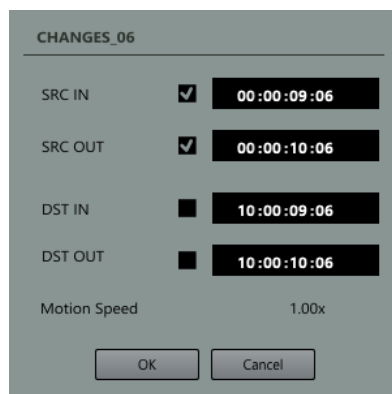 CHANGES_06
SRC IN 00:00:09:06
SRC OUT 00:00:10:06
DST IN 10:00:09:06
DST OUT 10:00:10:06
Motion Speed 1.00x
OK Cancel